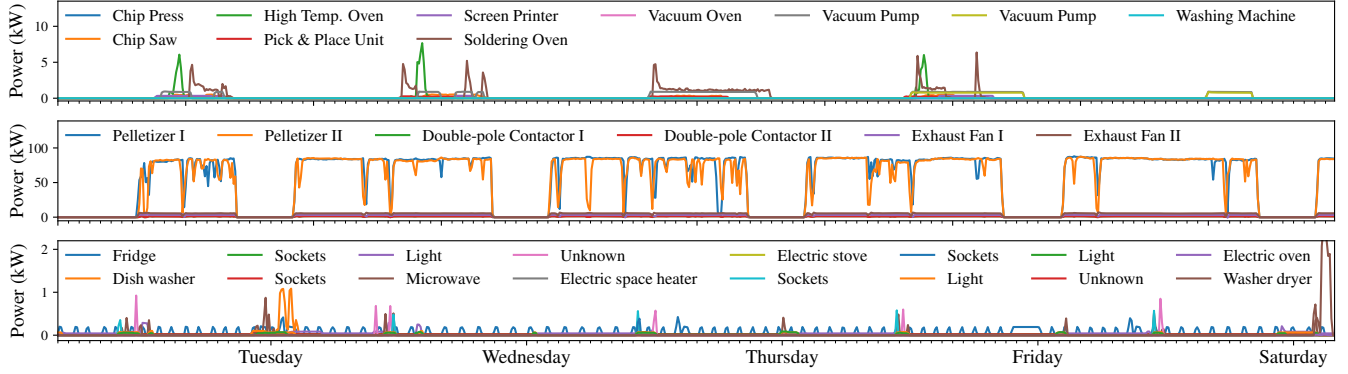 Chip Press High Temp. Oven Screen Printer Vacuum Oven Vacuum Pump Vacuum Pump Washing Machine
Chip Saw Pick & Place Unit Soldering Oven
Power (kW)
10
5
0
Pelletizer I Pelletizer II Double-pole Contactor I Double-pole Contactor II Exhaust Fan I Exhaust Fan II
Power (kW)
100
50
0
Fridge Sockets Light Unknown Electric stove Sockets Light Electric oven
Dish washer Sockets Microwave Electric space heater Sockets Light Unknown Washer dryer
Power (kW)
2
1
0
Tuesday Wednesday Thursday Friday Saturday